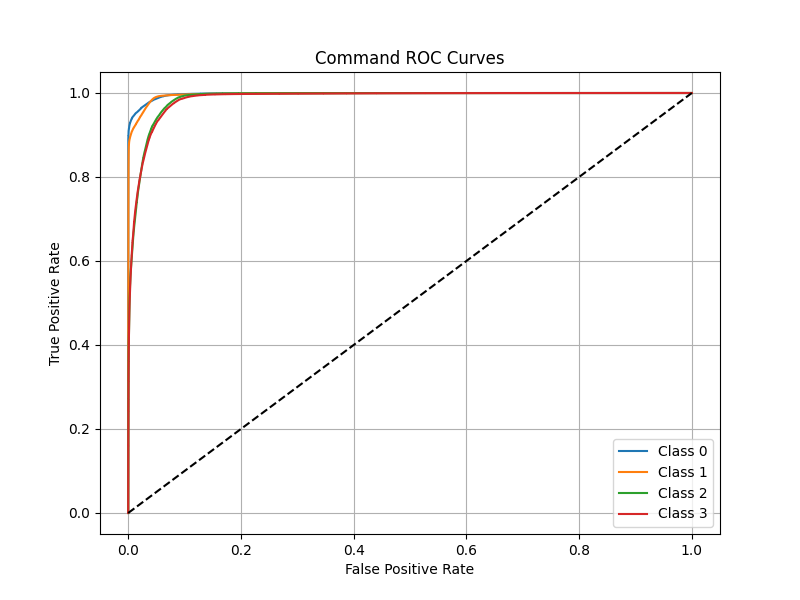 Command ROC Curves
True Positive Rate
1.0
0.8
0.6
0.4
0.2
0.0
Class 0
Class 1
Class 2
Class 3
0.0 0.2 0.4 0.6 0.8 1.0
False Positive Rate